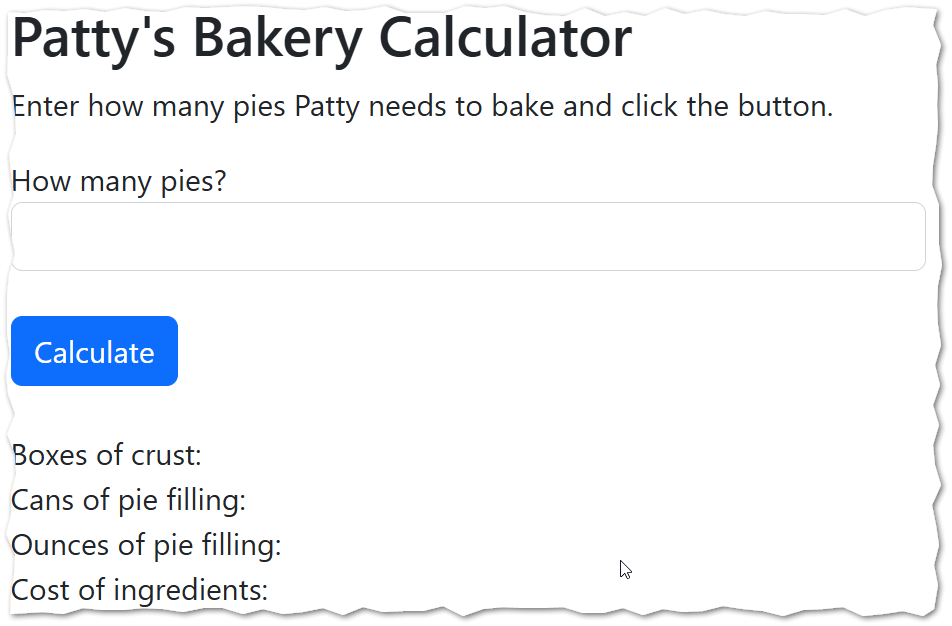 Patty's Bakery Calculator
Enter how many pies Patty needs to bake and click the button.
How many pies?
Calculate
Boxes of crust:
Cans of pie filling:
Ounces of pie filling:
Cost of ingredients: